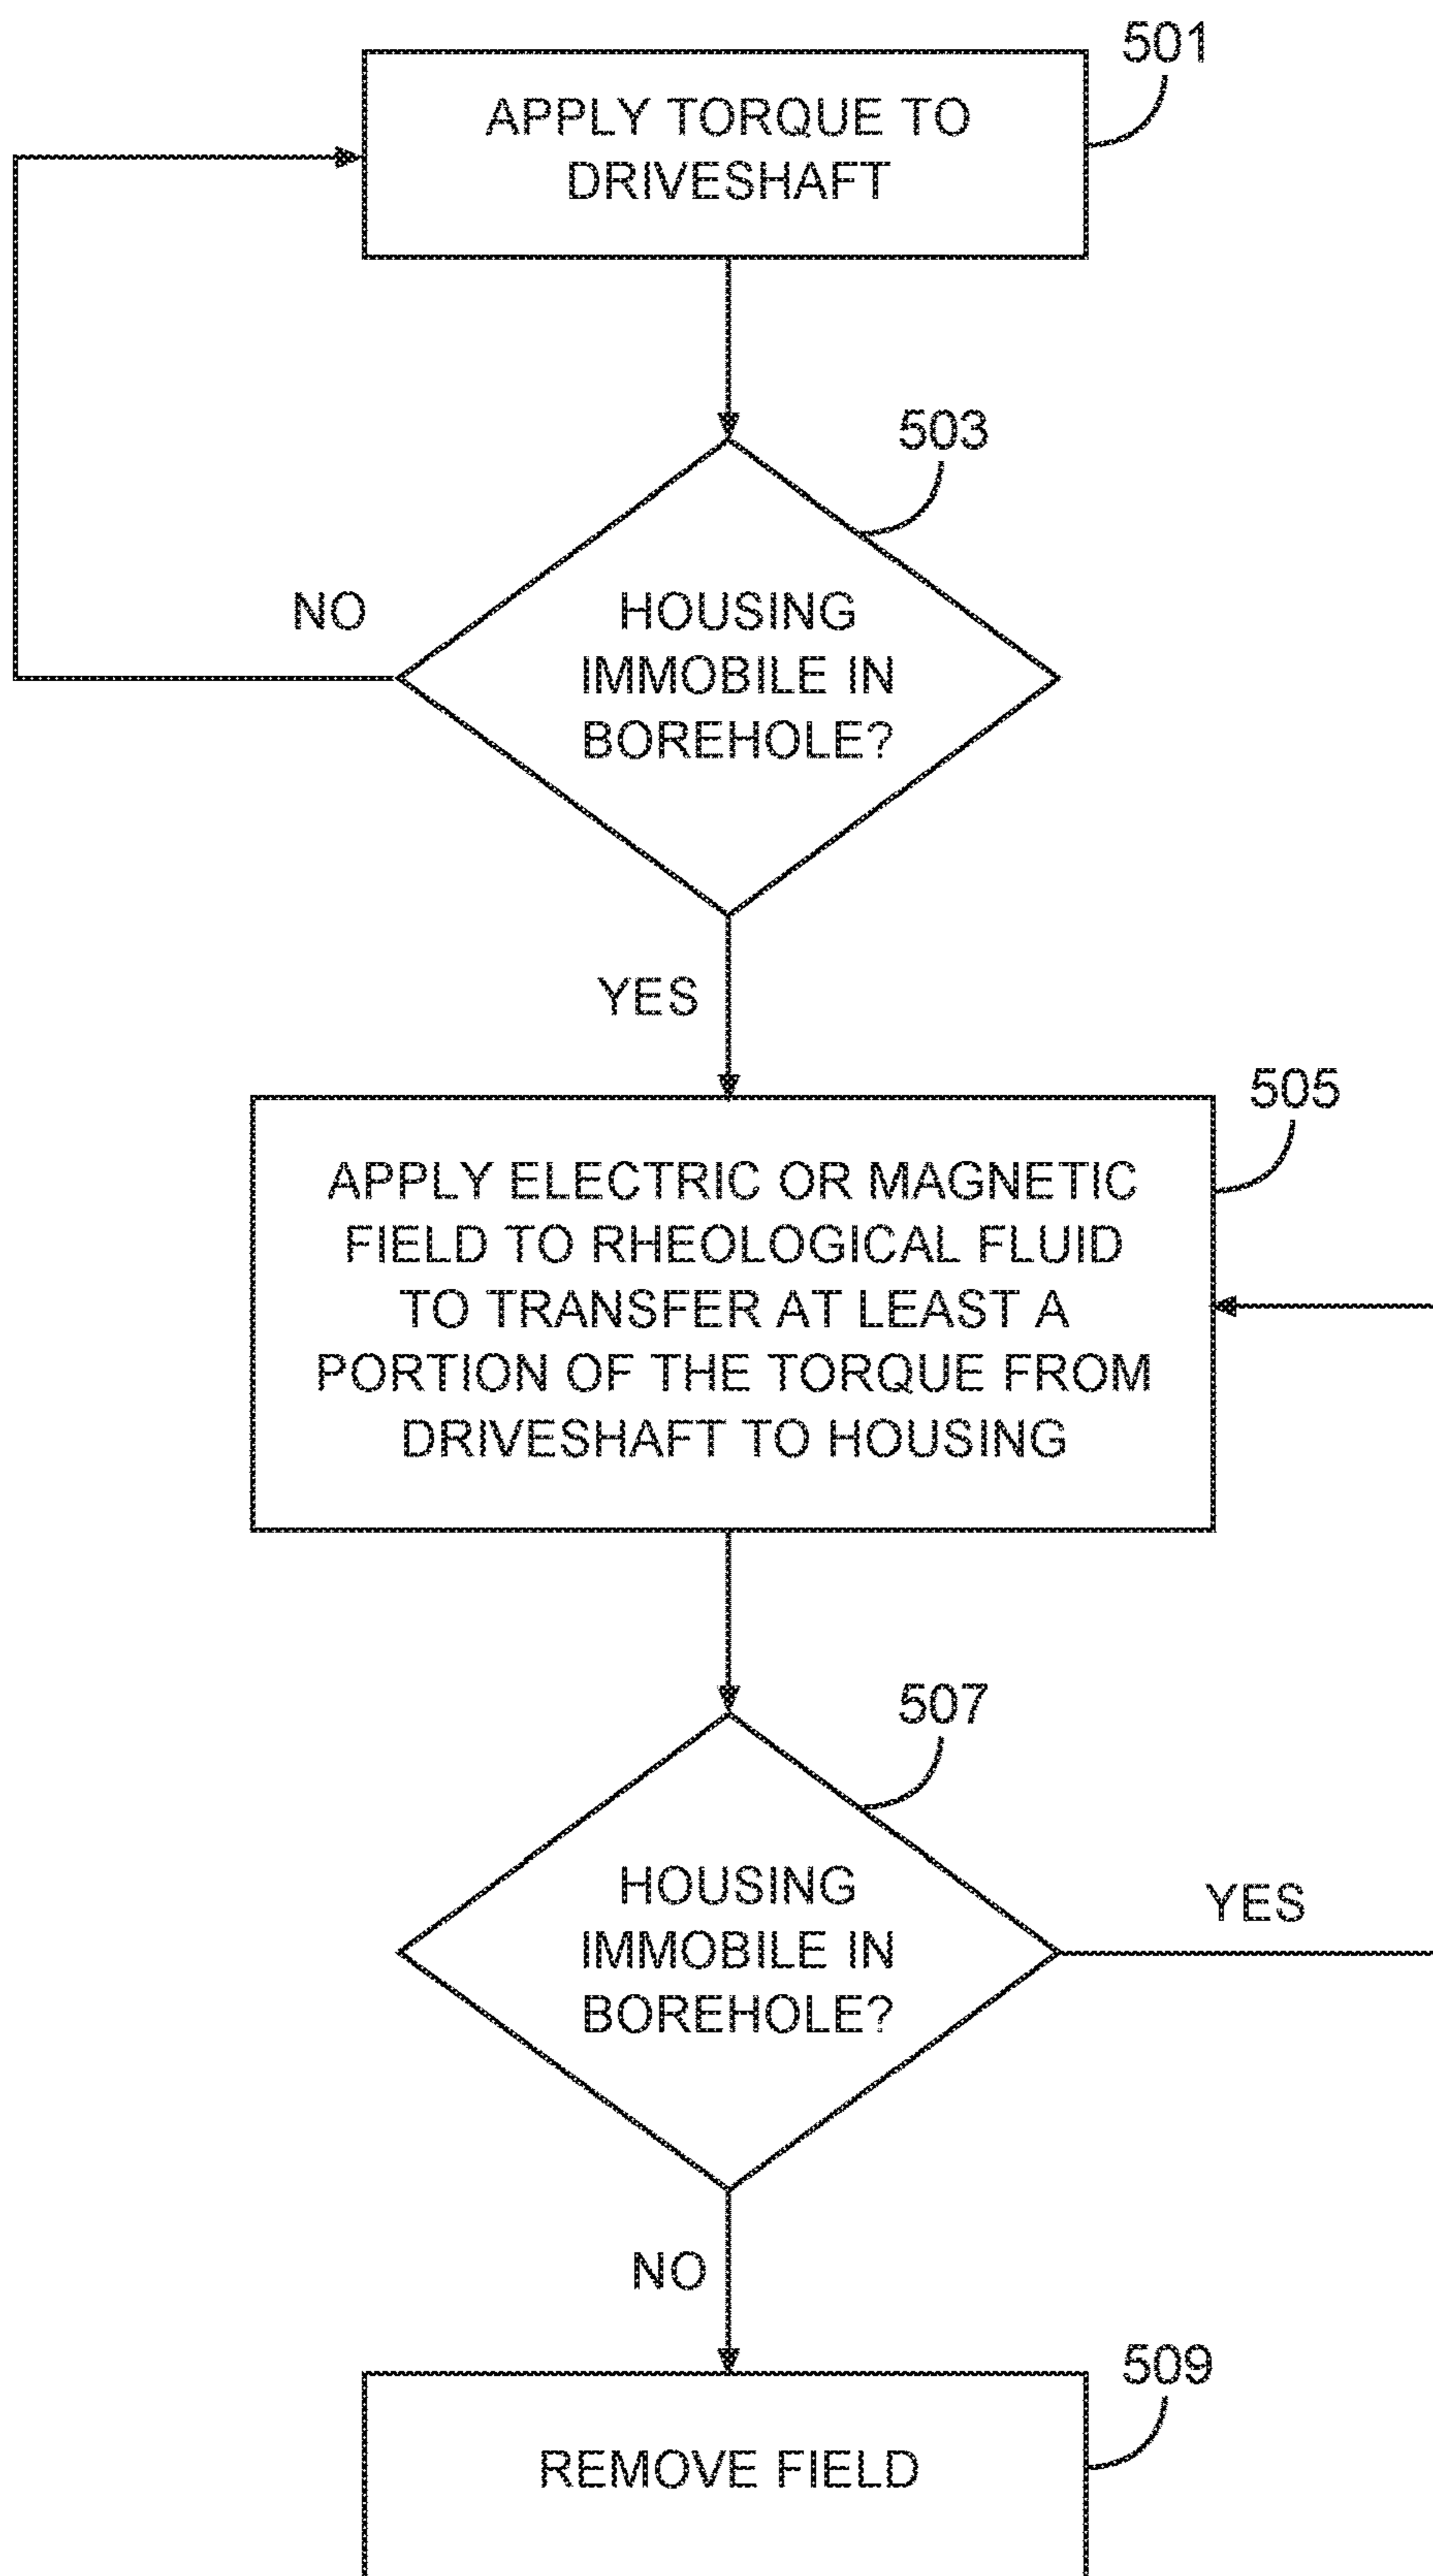 501
APPLY TORQUE TO
DRIVESHAFT
503
NO
HOUSING
IMMOBILE IN
BOREHOLE?
YES
505
APPLY ELECTRIC OR MAGNETIC
FIELD TO RHEOLOGICAL FLUID
TO TRANSFER AT LEAST A
PORTION OF THE TORQUE FROM
DRIVESHAFT TO HOUSING
507
HOUSING
IMMOBILE IN
BOREHOLE?
YES
NO
509
REMOVE FIELD